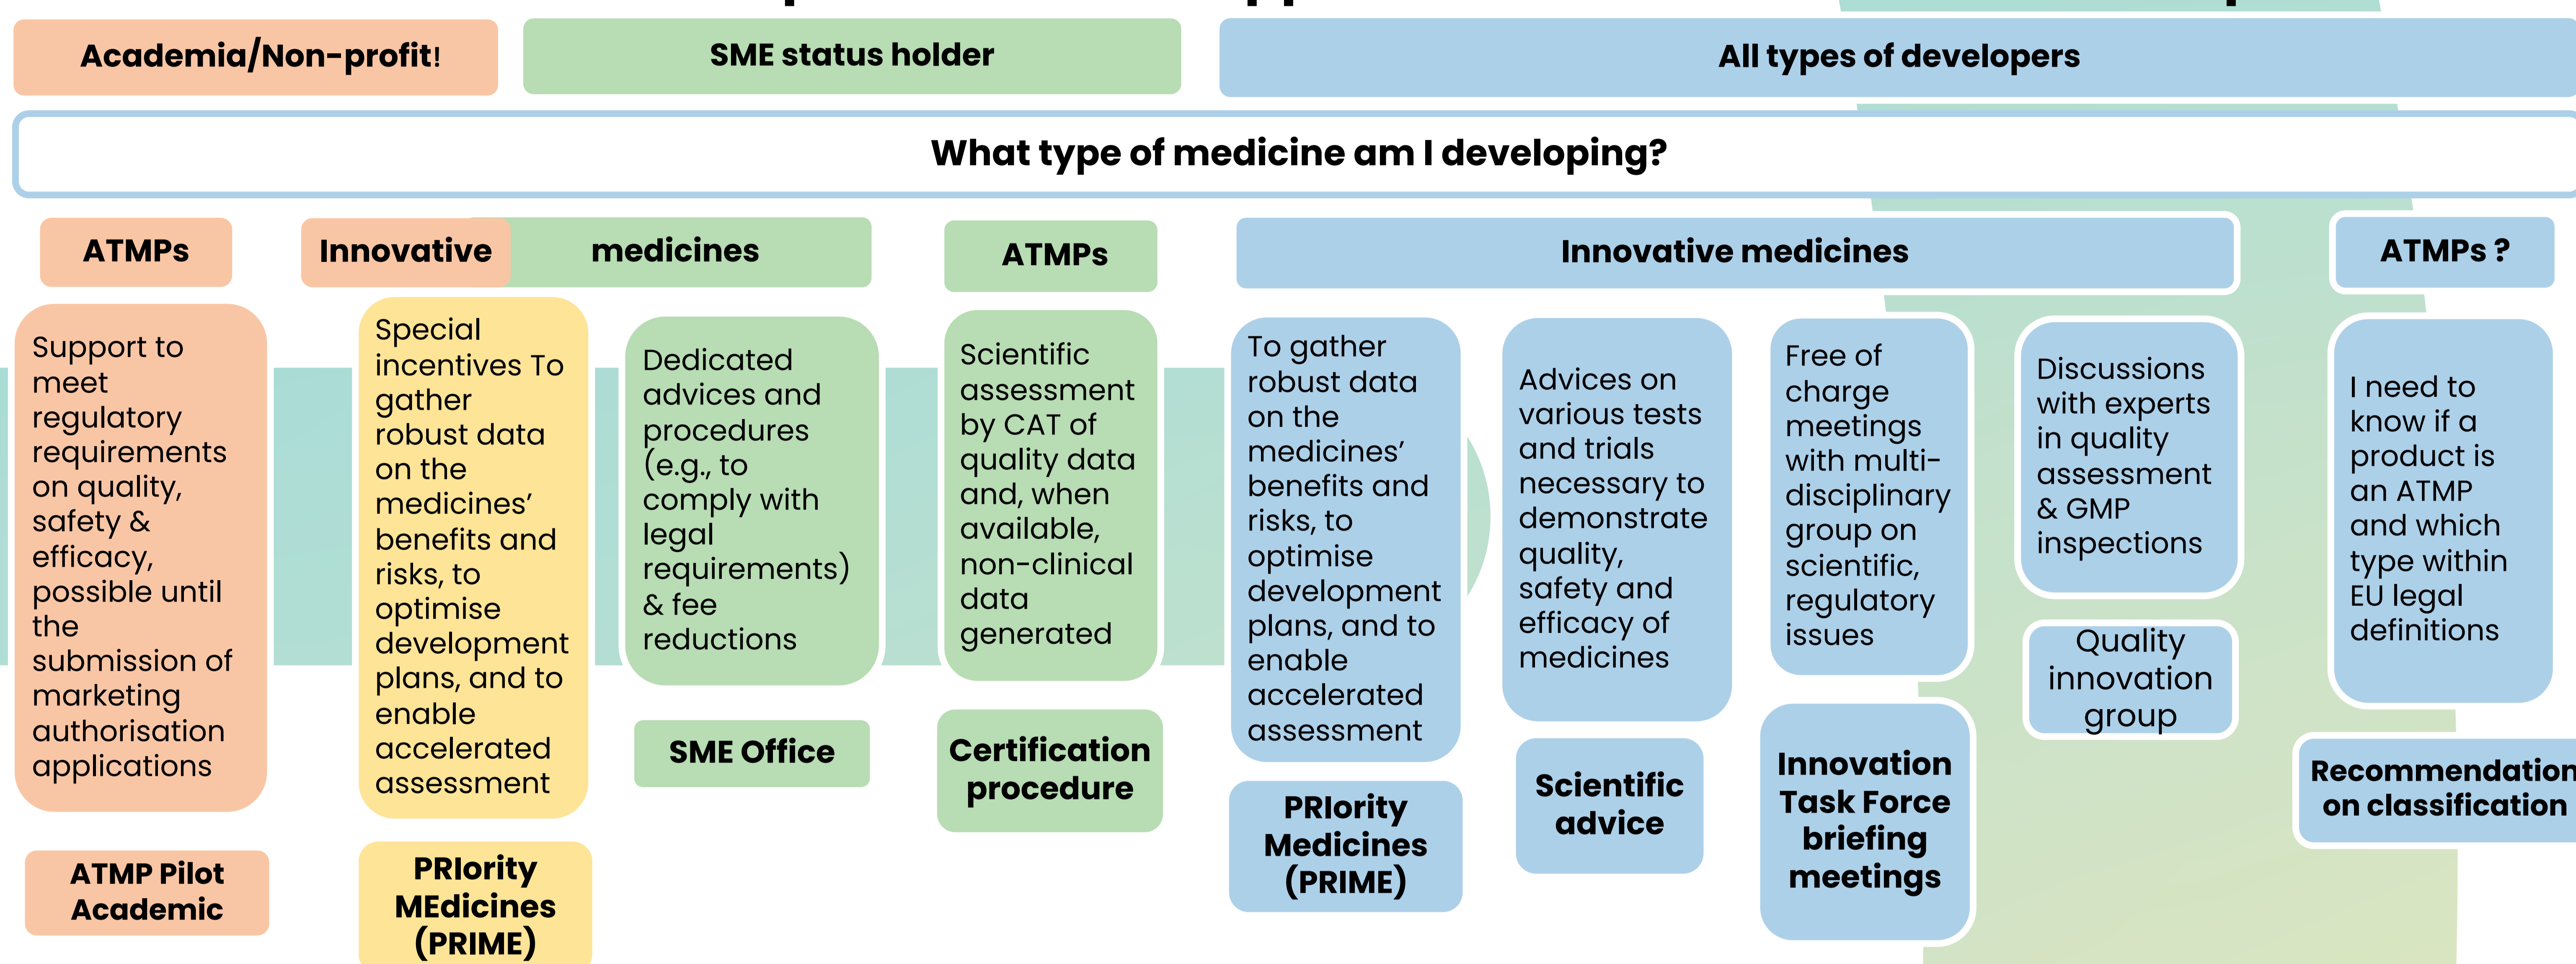 Academia/Non-profit!
SME status holder
All types of developers
What type of medicine am I developing?
ATMPs
Innovative medicines
ATMPs
Innovative medicines
ATMPs ?
Support to
meet
regulatory
requirements
on quality,
safety &
efficacy,
possible until
the
submission of
marketing
authorisation
applications
ATMP Pilot
Academic
Special
incentives To
gather
robust data
on the
medicines'
benefits and
risks, to
optimise
development
plans, and to
enable
accelerated
assessment
PRIority
MEdicines
(PRIME)
Dedicated
advices and
procedures
(e.g., to
comply with
legal
requirements)
& fee
reductions
SME Office
Scientific
assessment
by CAT of
quality data
and, when
available,
non-clinical
data
generated
Certification
procedure
To gather
robust data
on the
medicines'
benefits and
risks, to
optimise
development
plans, and to
enable
accelerated
assessment
PRIority
Medicines
(PRIME)
Advices on
various tests
and trials
necessary to
demonstrate
quality,
safety and
efficacy of
medicines
Scientific
advice
Free of
charge
meetings
with multi-
disciplinary
group on
scientific,
regulatory
issues
Innovation
Task Force
briefing
meetings
Discussions
with experts
in quality
assessment
& GMP
inspections
Quality
innovation
group
I need to
know if a
product is
an ATMP
and which
type within
EU legal
definitions
Recommendation
on classification